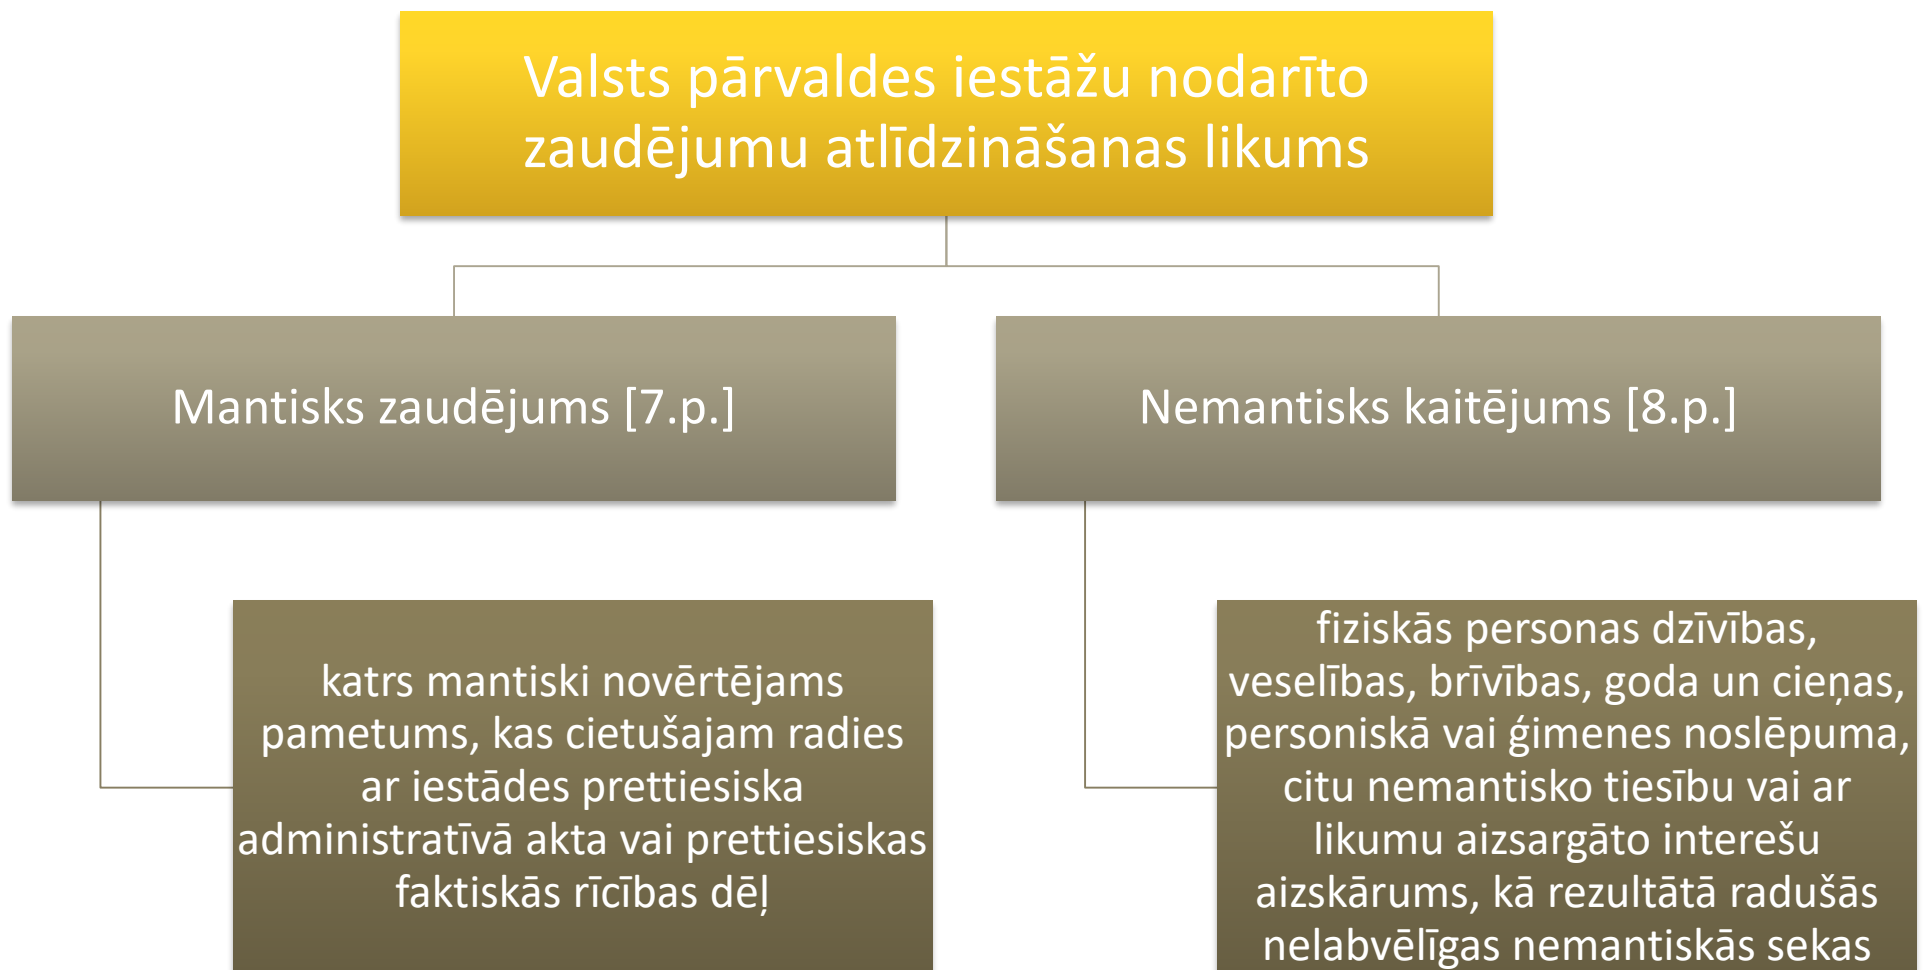 Valsts pārvaldes iestāžu nodarīto
zaudējumu atlīdzināšanas likums
Mantisks zaudējums [7.p.]
Nemantisks kaitējums [8.p.]
katrs mantiski novērtējams
pametums, kas cietušajam radies
ar iestādes prettiesiska
administratīvā akta vai prettiesiskas
faktiskās rīcības dēļ
fiziskās personas dzīvības,
veselības, brīvības, goda un cieņas,
personiskā vai ģimenes noslēpuma,
citu nemantisko tiesību vai ar
likumu aizsargāto interešu
aizskārums, kā rezultātā radušās
nelabvēlīgas nemantiskās sekas